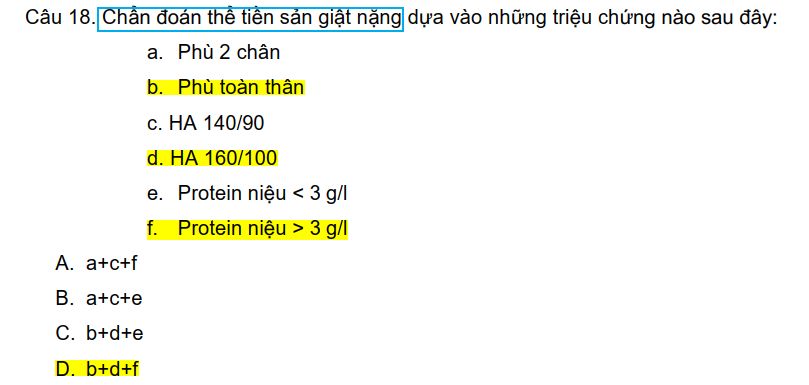 Câu 18. Chẩn đoán thể tiền sản giật nặng dựa vào những triệu chứng nào sau đây:
a. Phù 2 chân
b. Phù toàn thân
c. HA 140/90
d. HA 160/100
e. Protein niệu < 3 g/l
f. Protein niệu > 3 g/l
A. a+c+f
B. a+c+e
C. b+d+e
D. b+d+f